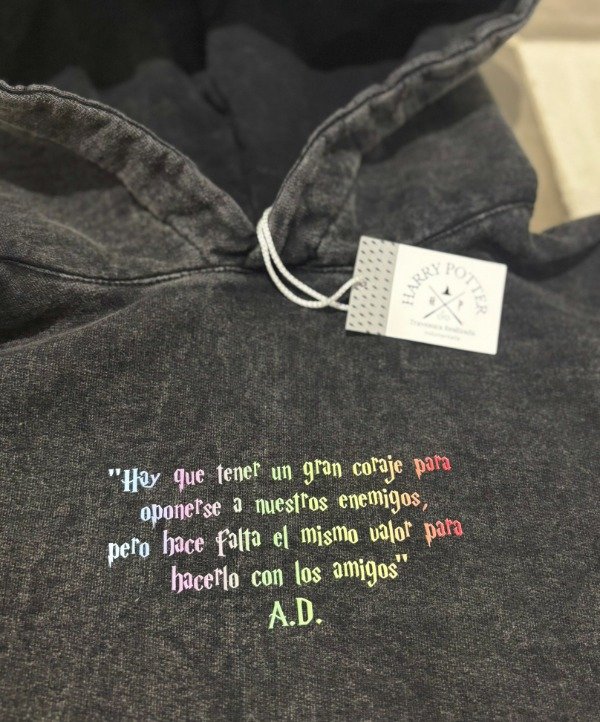 HARRY POTTER
"Hay que tener un gran coraje para
oponerse a nuestros enemigos,
pero hace falta el mismo valor para
hacerlo con los amigos"
A.D.